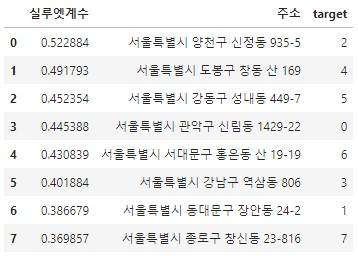 실루엣계수 주소 target
0 0.522884 서울특별시 양천구 신정동 935-5 2
1 0.491793 서울특별시 도봉구 창동 산 169 4
2 0.452354 서울특별시 강동구 성내동 449-7 5
3 0.445388 서울특별시 관악구 신림동 1429-22 0
4 0.430839 서울특별시 서대문구 홍은동 산 19-19 6
5 0.401884 서울특별시 강남구 역삼동 806 3
6 0.386679 서울특별시 동대문구 장안동 24-2 1
7 0.369857 서울특별시 종로구 창신동 23-816 7